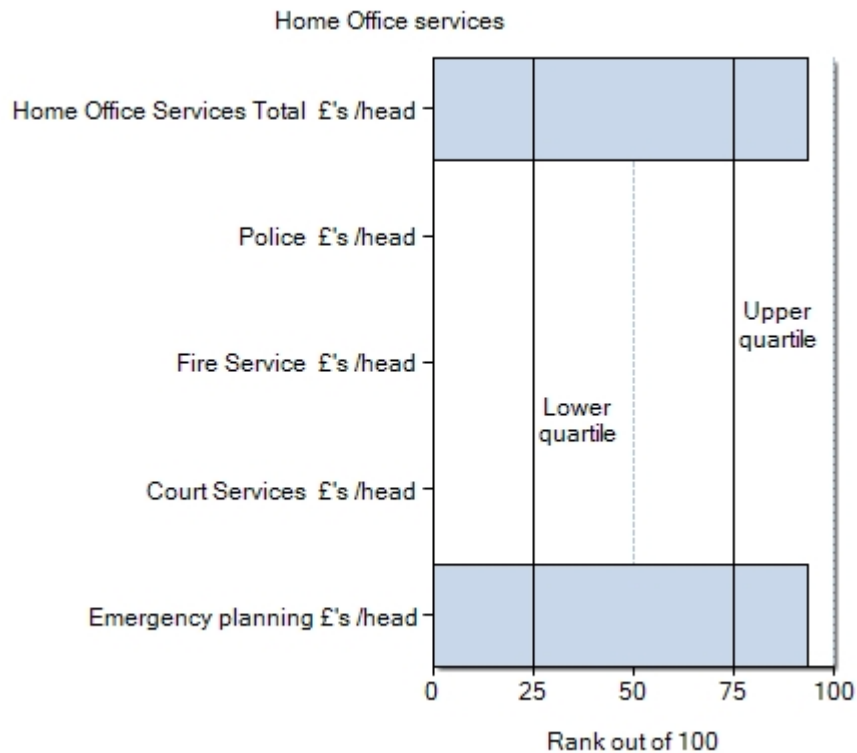 Home Office services
Home Office Services Total £'s /head
Police £'s /head
Fire Service £'s /head
Court Services £'s /head
Emergency planning £'s /head
Upper
quartile
Lower
quartile
0 25 50 75 100
Rank out of 100